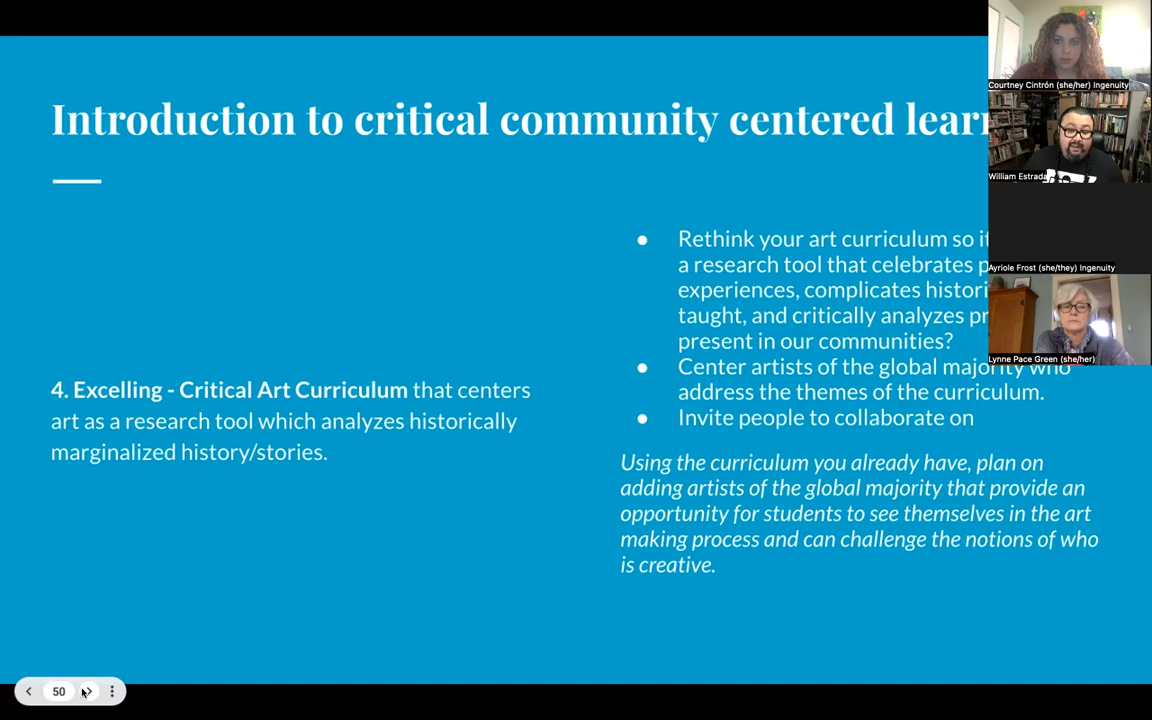 Introduction to critical community centered
4. Excelling - Critical Art Curriculum that centers
art as a research tool which analyzes historically
marginalized history/stories.
● Rethink your art curriculum so
a research tool that celebrates
experiences, complicates
taught, and critically analyzes
present in our communities?
● Center artists of the global majority who
address the themes of the curriculum.
● Invite people to collaborate on
Using the curriculum you already have, plan on
adding artists of the global majority that provide an
opportunity for students to see themselves in the art
making process and can challenge the notions of who
is creative.
Courtney Cintrón (she/her) Ingenuity
William Estrada
Ayriole Frost (she/they) Ingenuity
Lynne Pace Green (she/her)
50